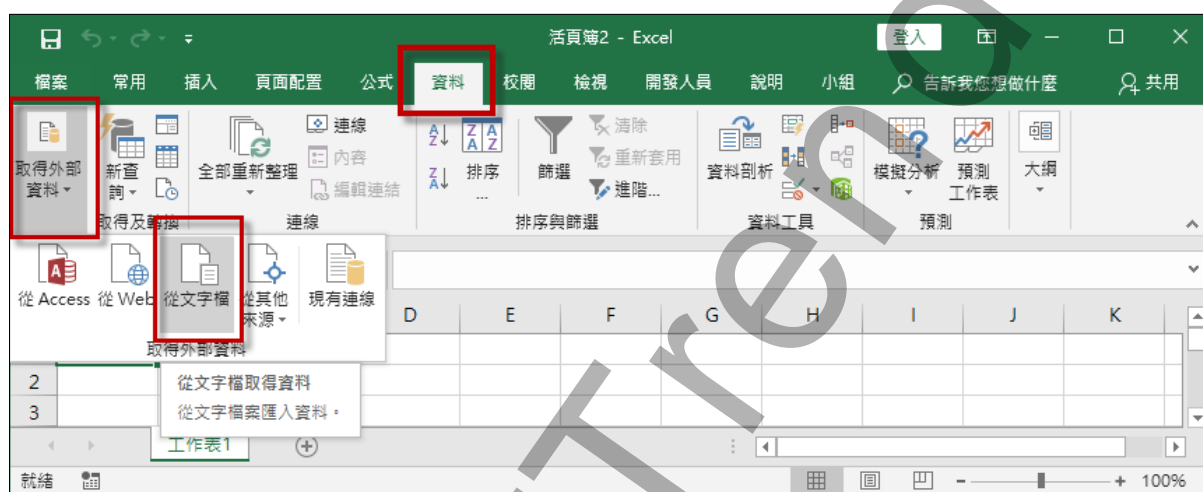 活頁簿2 - Excel
登入
檔案 常用 插入 頁面配置 公式 資料 校閱 檢視 開發人員 說明 小組 告訴我您想做什麼 共用
取得外部資料
新查詢
全部重新整理
連線
內容
編輯連結
排序
篩選
清除
重新套用
進階...
資料剖析
模擬分析
預測工作表
大綱
取得及轉換 連線 排序與篩選 資料工具 預測
從 Access 從 Web 從文字檔 從其他來源 現有連線
取得外部資料
D E F G H I J K
從文字檔取得資料
從文字檔案匯入資料。
2
3
工作表1
就緒
100%
Trend